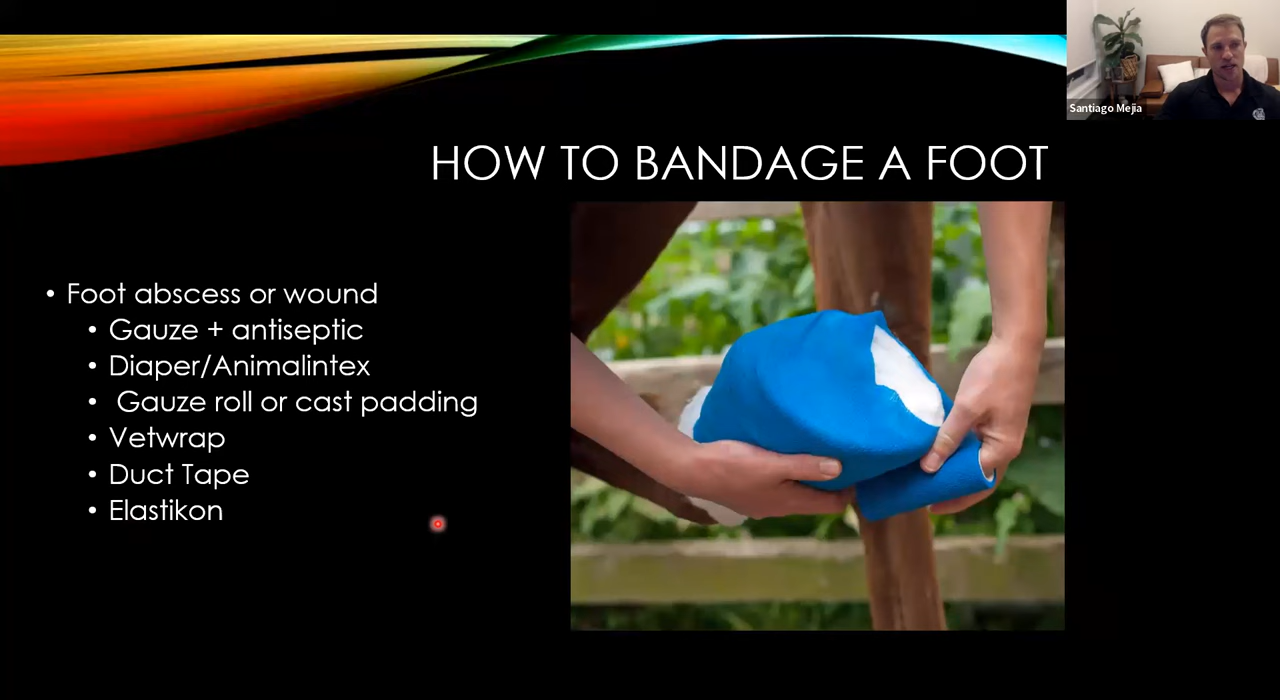 Santiago Mejia
HOW TO BANDAGE A FOOT
• Foot abscess or wound
• Gauze + antiseptic
• Diaper/Animalintex
• Gauze roll or cast padding
• Vetwrap
• Duct Tape
• Elastikon